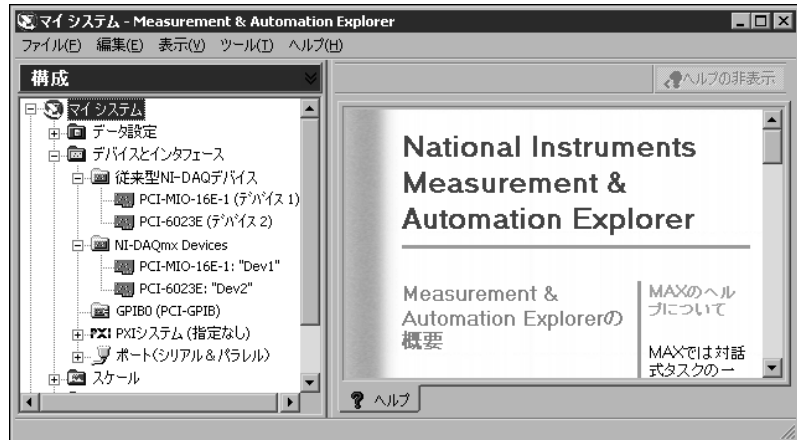 マイ システム - Measurement & Automation Explorer
ファイル(F) 編集(E) 表示(V) ツール(T) ヘルプ(H)
構成
ヘルプの非表示
マイ システム
データ設定
デバイスとインタフェース
従来型NI-DAQデバイス
PCI-MIO-16E-1 (デバイス 1)
PCI-6023E (デバイス 2)
NI-DAQmx Devices
PCI-MIO-16E-1: "Dev1"
PCI-6023E: "Dev2"
GPIB0 (PCI-GPIB)
PXI PXIシステム (指定なし)
ポート(シリアル&パラレル)
スケール
National Instruments
Measurement &
Automation Explorer
Measurement &
Automation Explorerの
概要
MAXのヘル
プについて
MAXでは対話
式タスクの一
ヘルプ